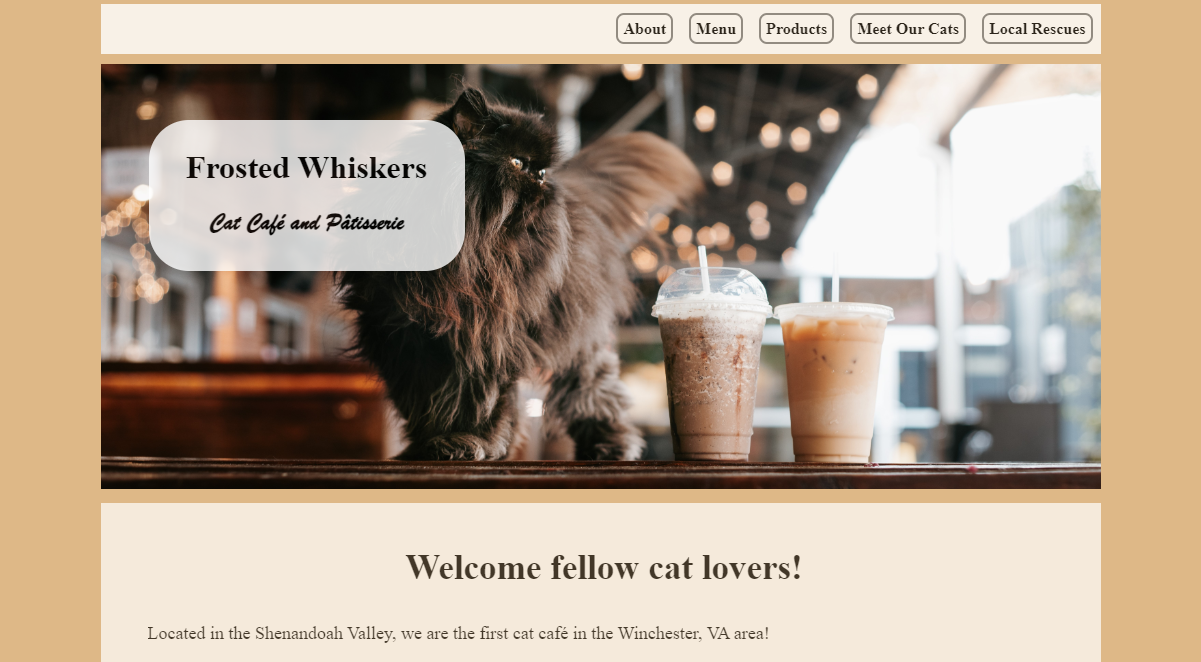 About Menu Products Meet Our Cats Local Rescues
Frosted Whiskers
Cat Café and Pâtisserie
Welcome fellow cat lovers!
Located in the Shenandoah Valley, we are the first cat café in the Winchester, VA area!